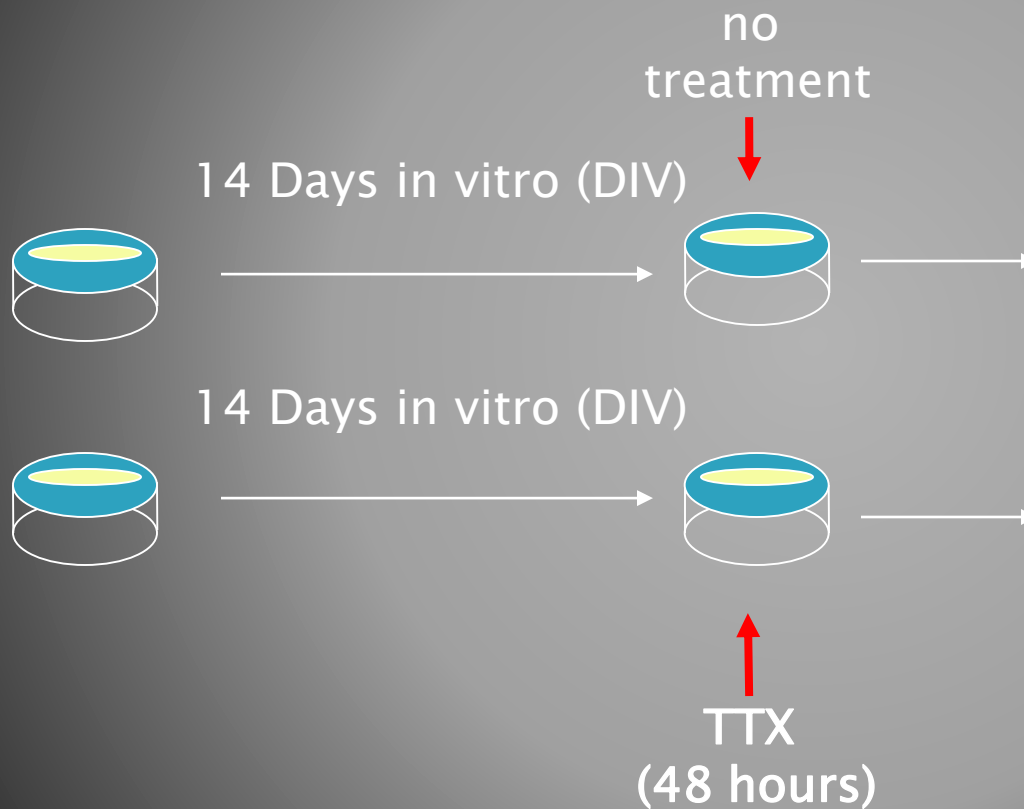 no
treatment
14 Days in vitro (DIV)
14 Days in vitro (DIV)
TTX
(48 hours)